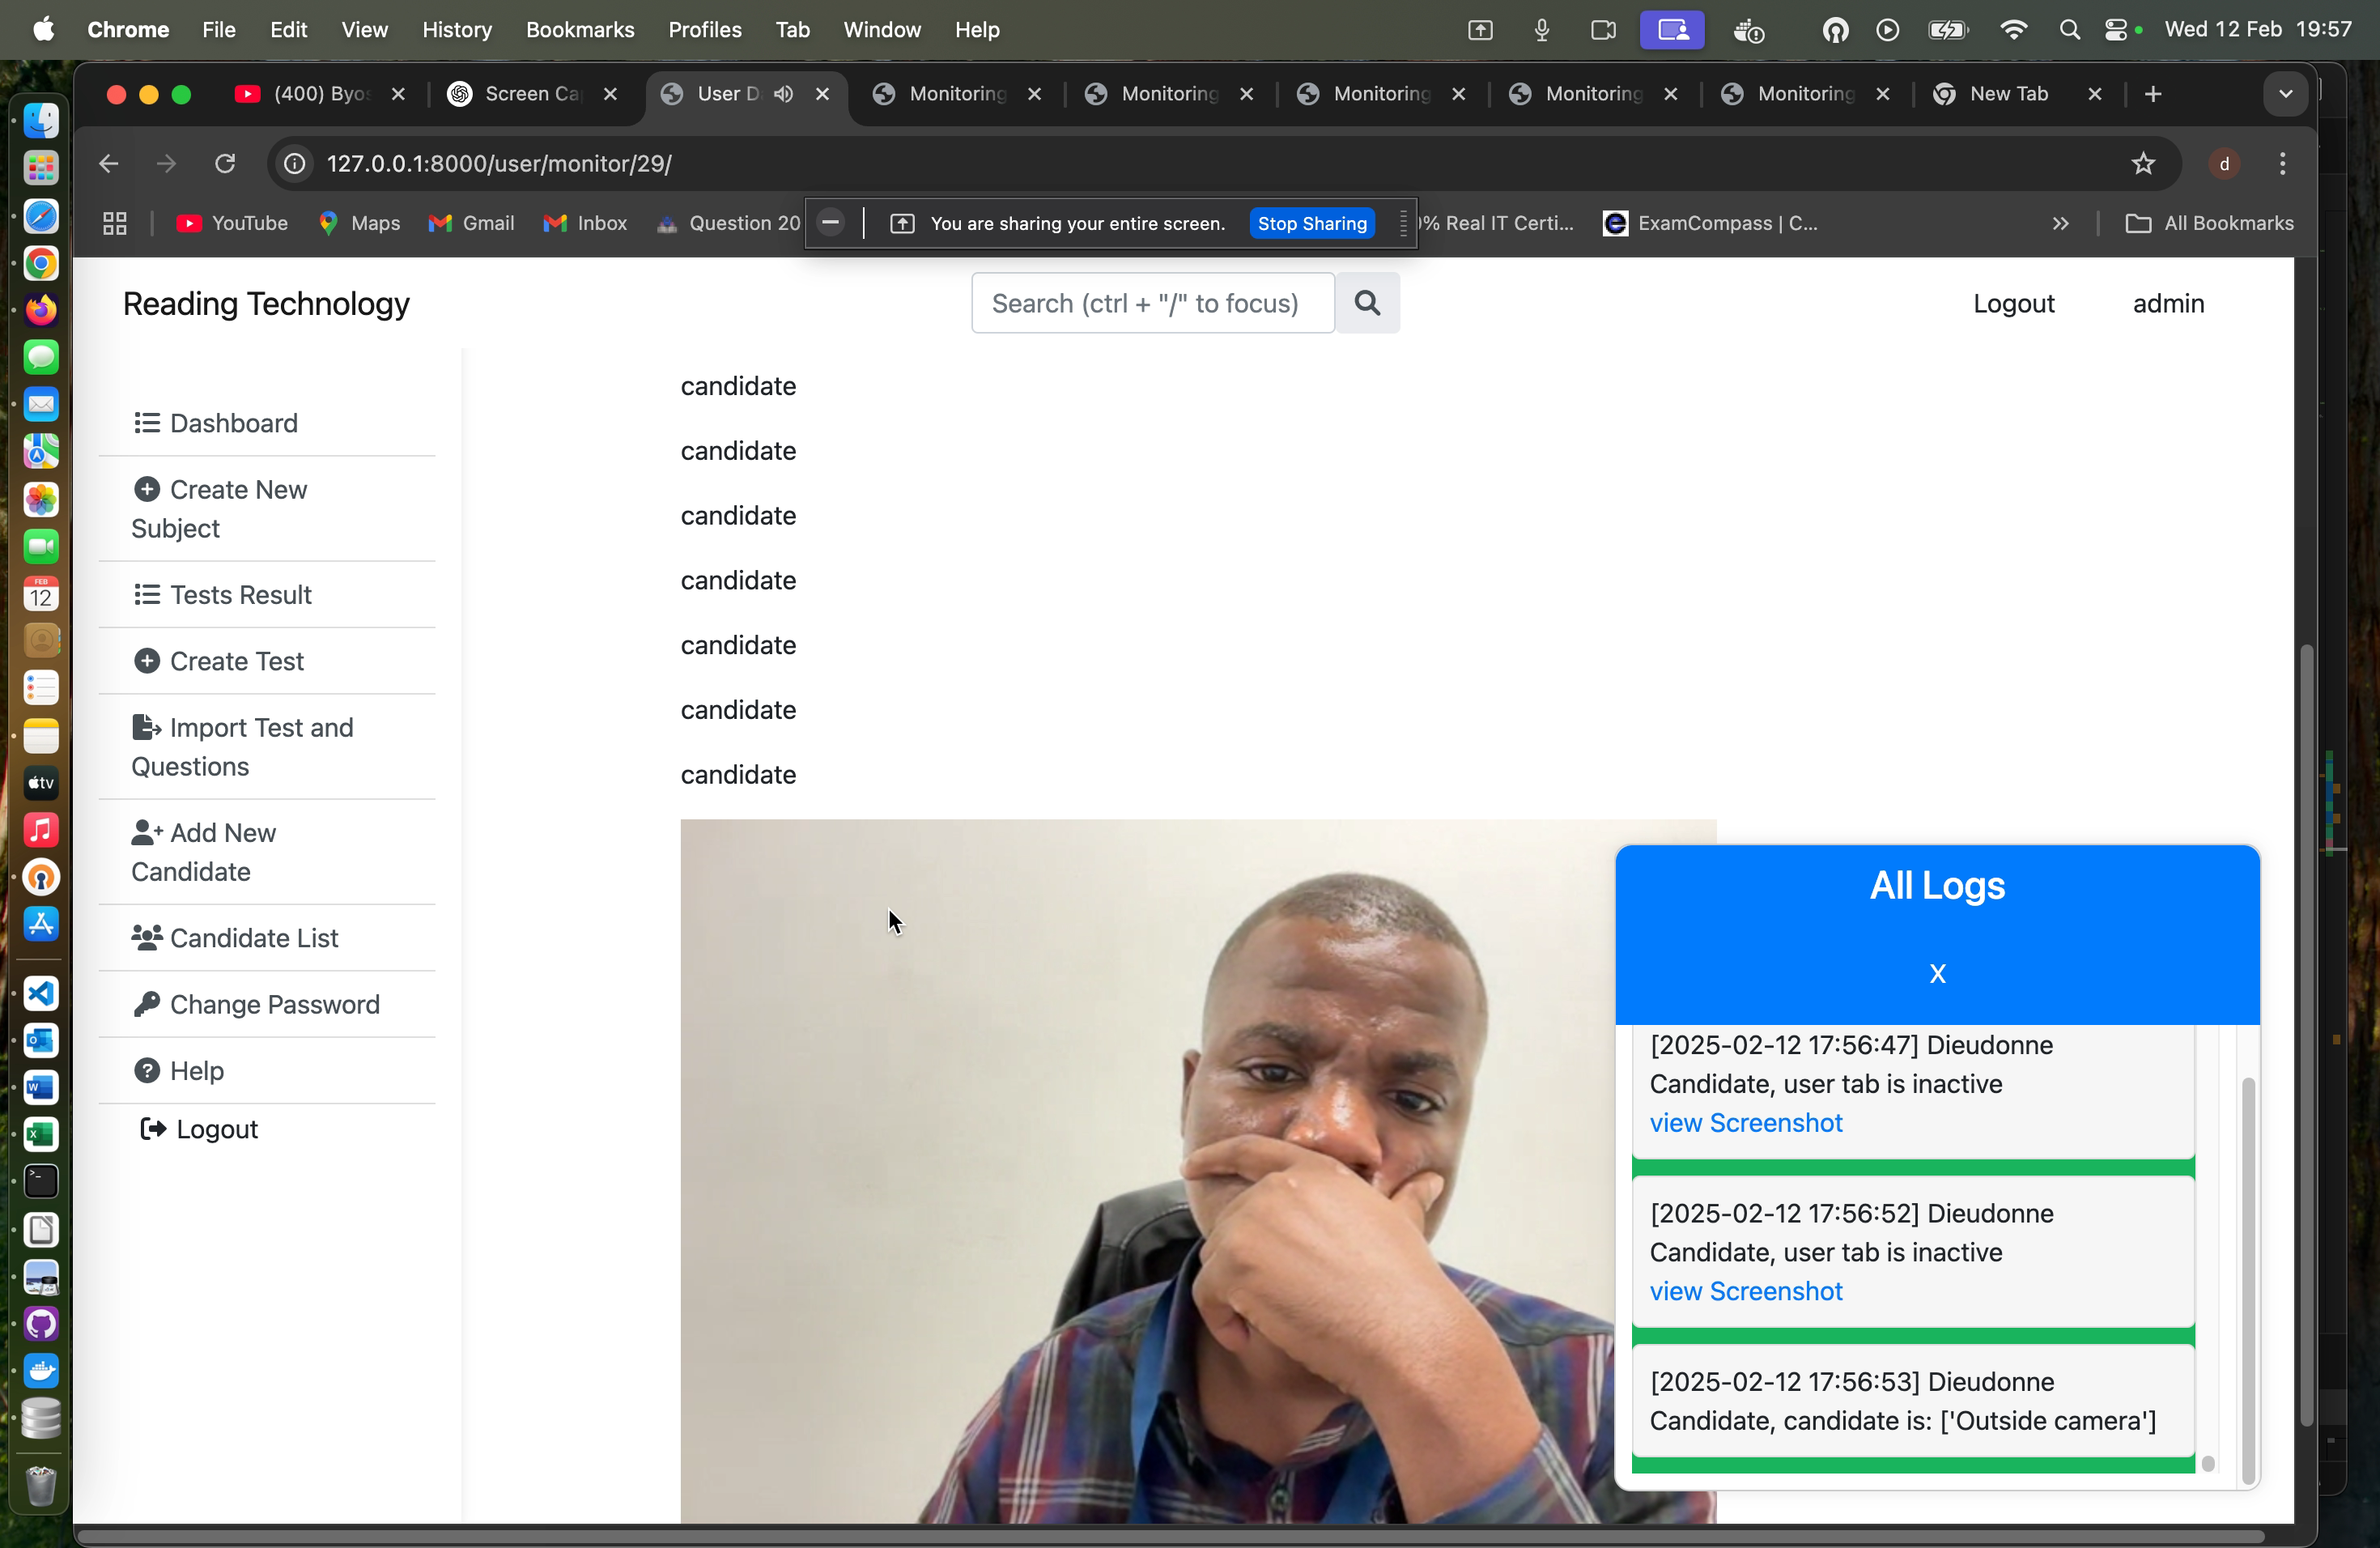 Chrome File Edit View History Bookmarks Profiles Tab Window Help Wed 12 Feb 19:57
(400) Byos Screen Ca User D Monitoring Monitoring Monitoring Monitoring Monitoring New Tab
127.0.0.1:8000/user/monitor/29/ d
YouTube Maps Gmail Inbox Question 20 You are sharing your entire screen. Stop Sharing % Real IT Certi... ExamCompass | C... All Bookmarks
Reading Technology Search (ctrl + "/" to focus) Logout admin
Dashboard
Create New
Subject
Tests Result
Create Test
Import Test and
Questions
Add New
Candidate
Candidate List
Change Password
Help
Logout
candidate
candidate
candidate
candidate
candidate
candidate
candidate
All Logs
X
[2025-02-12 17:56:47] Dieudonne
Candidate, user tab is inactive
view Screenshot
[2025-02-12 17:56:52] Dieudonne
Candidate, user tab is inactive
view Screenshot
[2025-02-12 17:56:53] Dieudonne
Candidate, candidate is: ['Outside camera']
FEB
12
tv